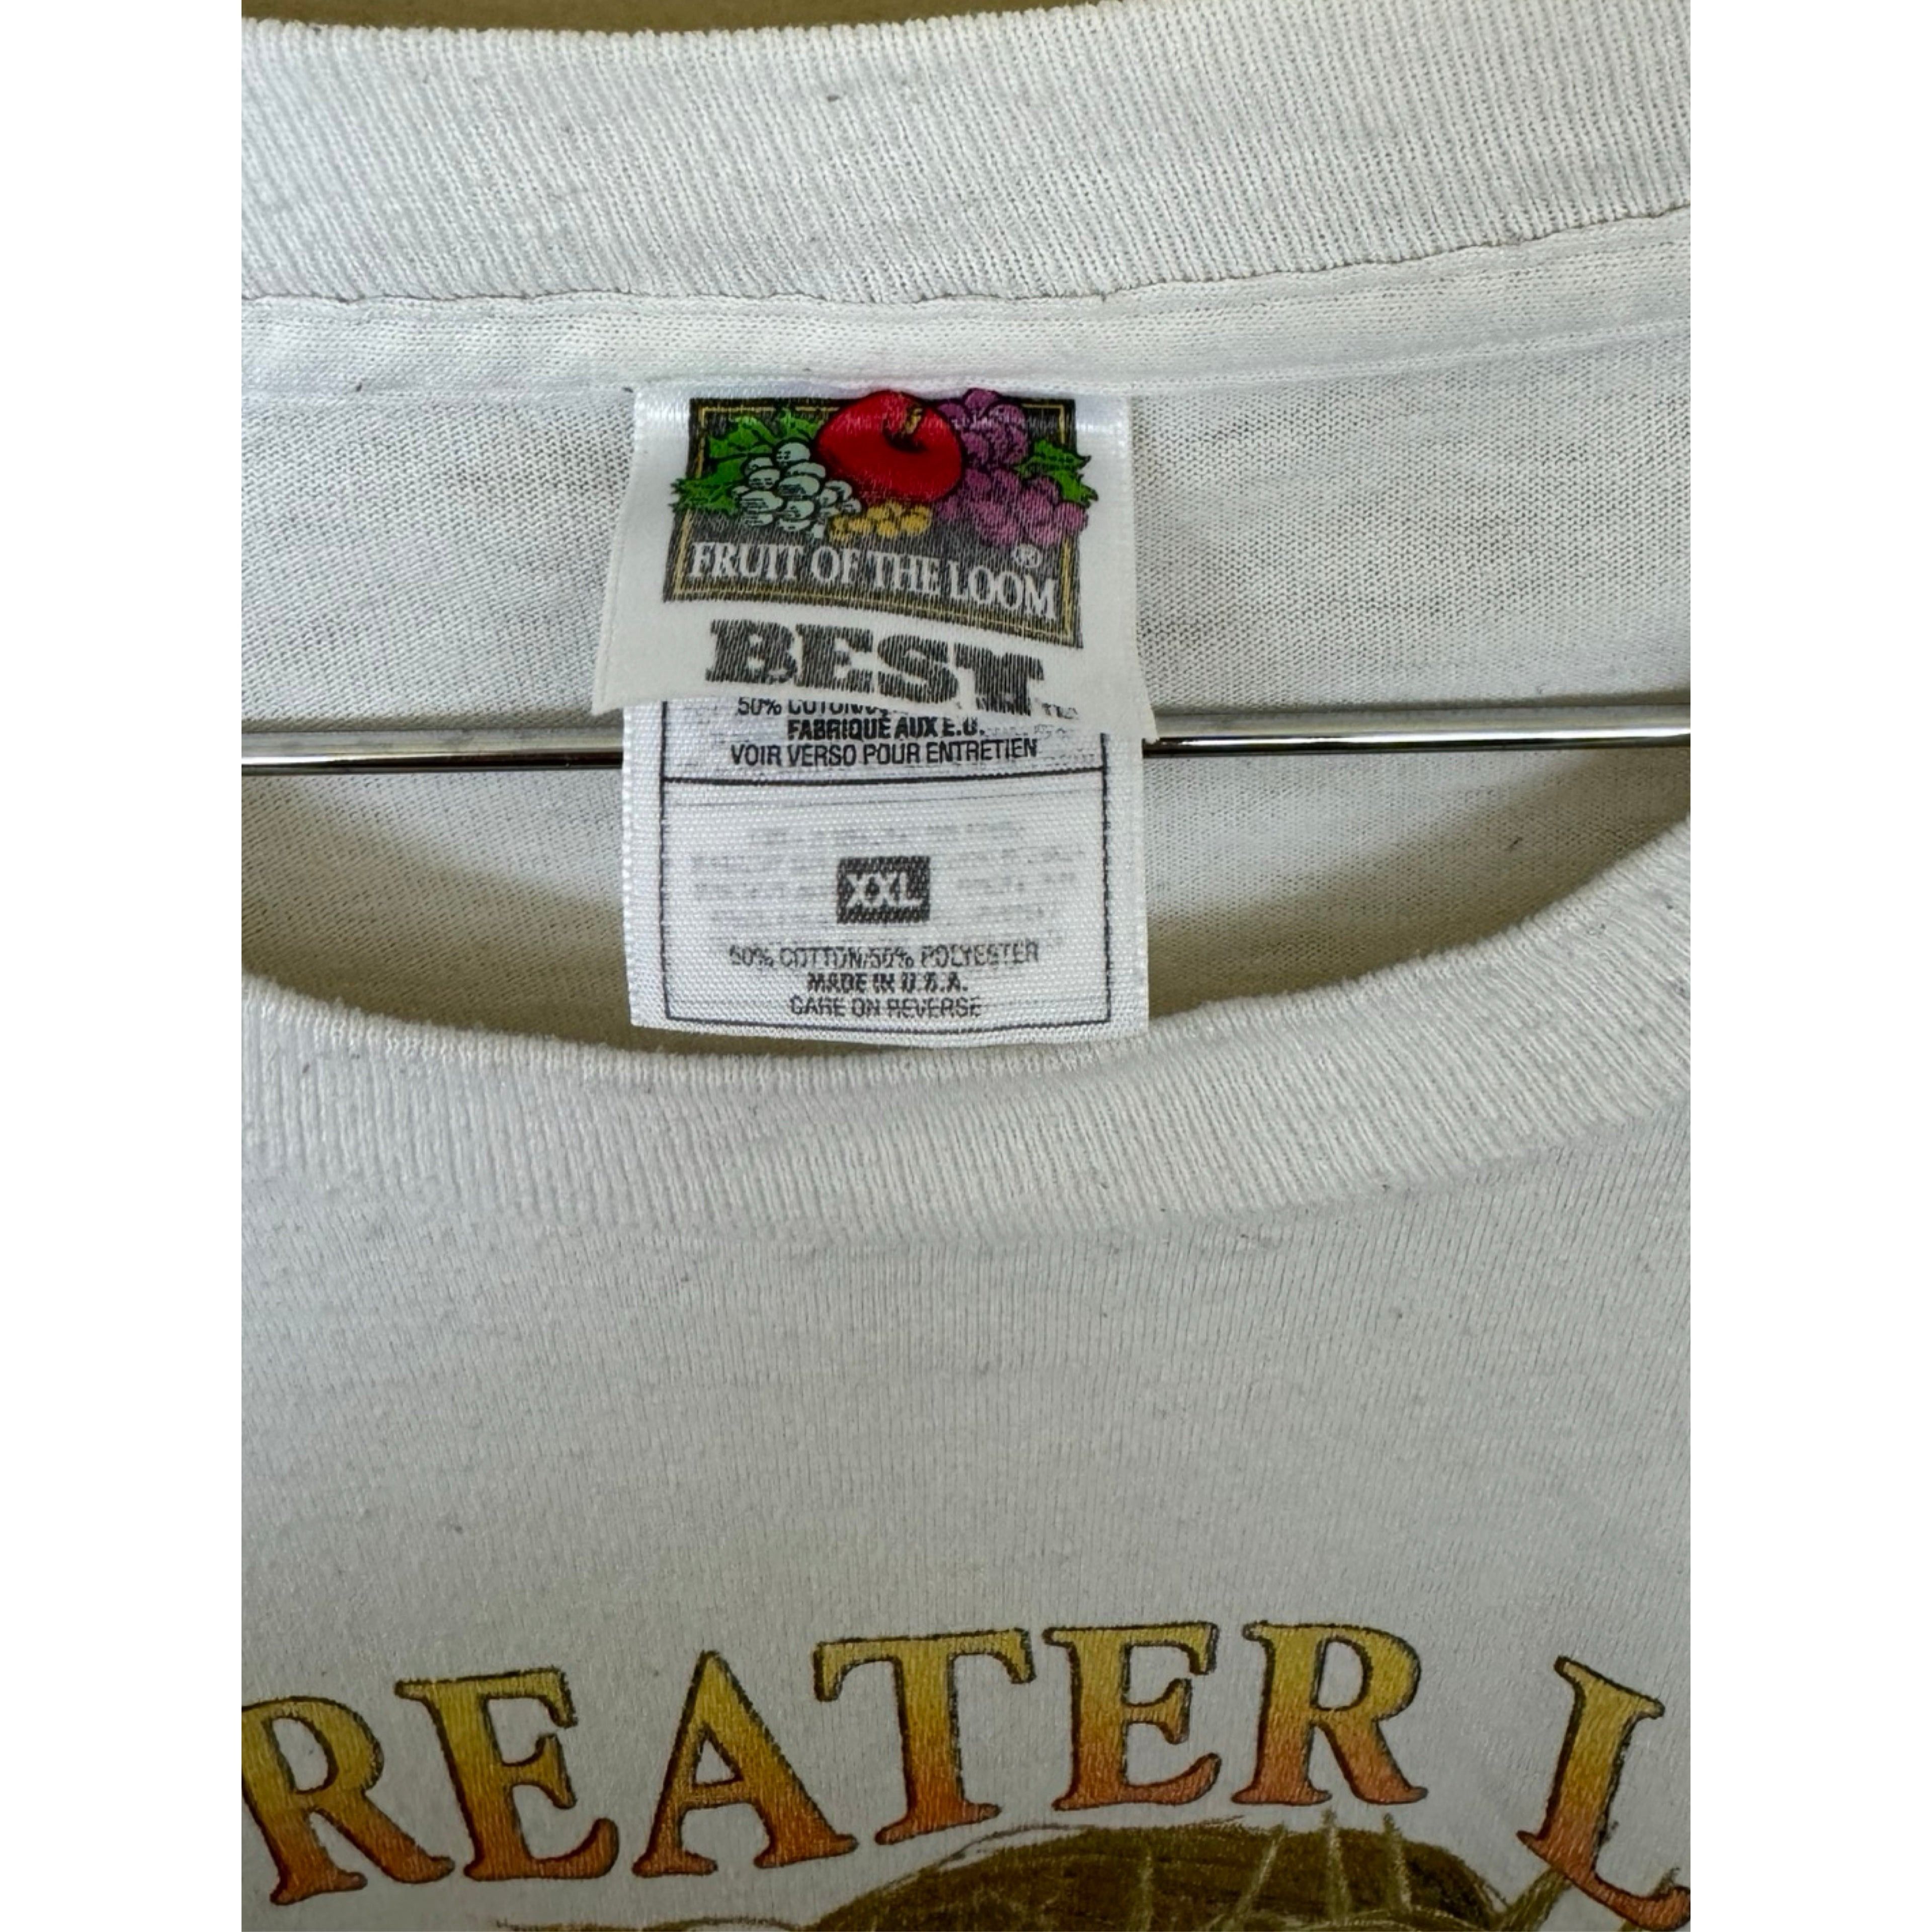 FRUIT OF THE LOOM ®
BEST
50%
FABRIQUÉ AUX E.U.
VOIR VERSO POUR ENTRETIEN
XXL
50% COTTON/50% POLYESTER
MADE IN U.S.A.
CARE ON REVERSE
REATER L